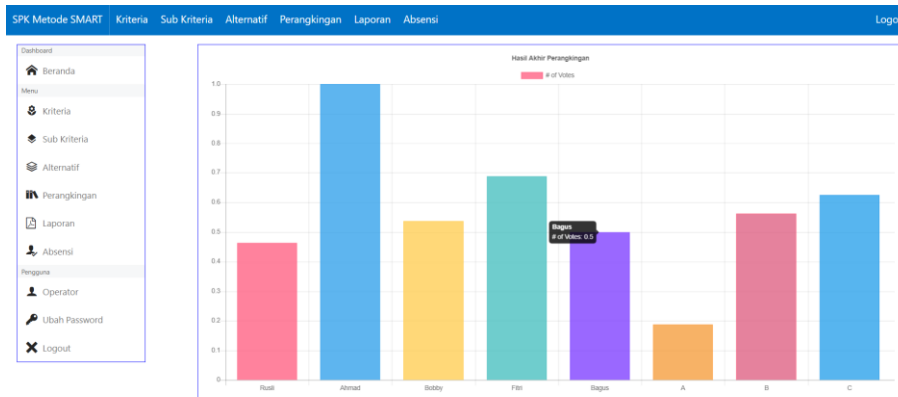 SPK Metode SMART Kriteria Sub Kriteria Alternatif Perangkingan Laporan Absensi Logo
Dashboard
Beranda
Menu
Kriteria
Sub Kriteria
Alternatif
Perangkingan
Laporan
Absensi
Pengguna
Operator
Ubah Password
Logout
Hasil Akhir Perangkingan
# of Votes
1.0
0.9
0.8
0.7
0.6
0.5
0.4
0.3
0.2
0.1
0
Bagus
# of Votes: 0.5
Rusli Ahmad Bobby Fitri Bagus A B C